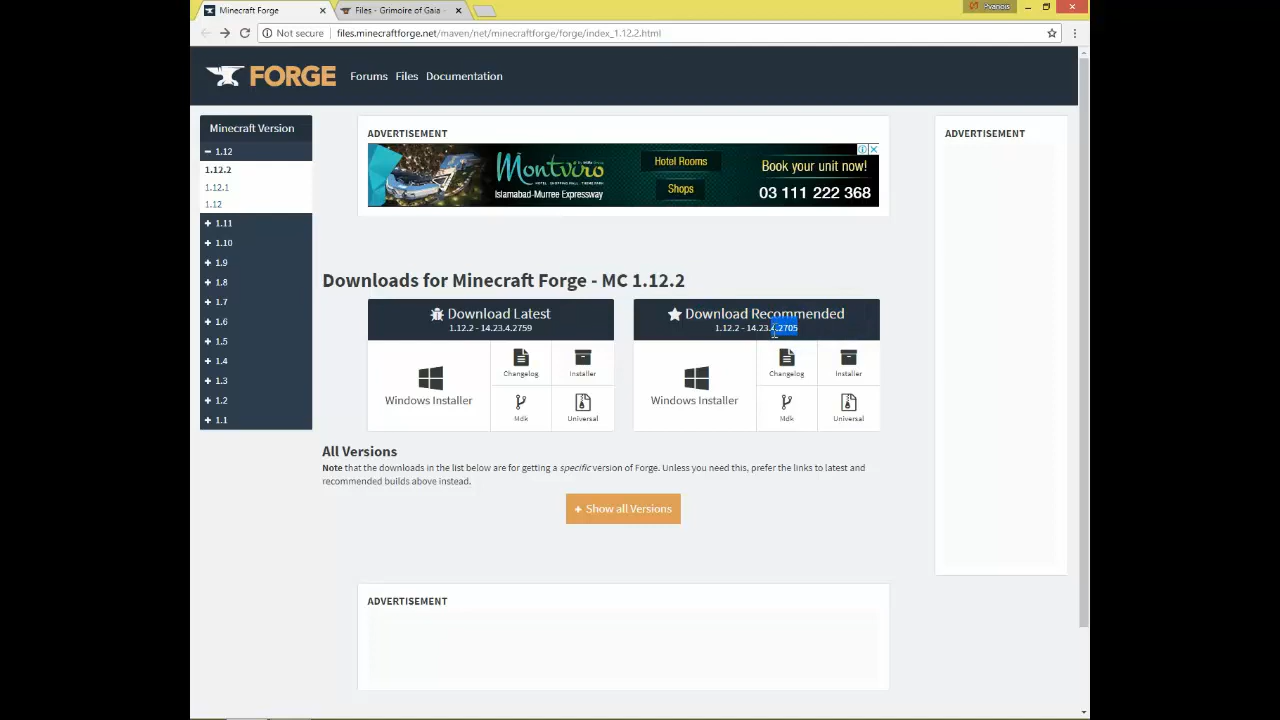 Minecraft Forge
Files - Grimoire of Gaia
Pvanois
Not secure
files.minecraftforge.net/maven/net/minecraftforge/forge/index_1.12.2.html
FORGE
Forums
Files
Documentation
Minecraft Version
1.12
1.12.2
1.12.1
1.12
1.11
1.10
1.9
1.8
1.7
1.6
1.5
1.4
1.3
1.2
1.1
ADVERTISEMENT
Montviro
HOTEL, SHOPPING MALL, THEME PARK
Islamabad-Murree Expressway
Hotel Rooms
Shops
Book your unit now!
03 111 222 368
Downloads for Minecraft Forge - MC 1.12.2
Download Latest
1.12.2 - 14.23.4.2759
Windows Installer
Changelog
Installer
Mdk
Universal
Download Recommended
1.12.2 - 14.23.4.2705
Windows Installer
Changelog
Installer
Mdk
Universal
All Versions
Note that the downloads in the list below are for getting a specific version of Forge. Unless you need this, prefer the links to latest and
recommended builds above instead.
+ Show all Versions
ADVERTISEMENT
ADVERTISEMENT